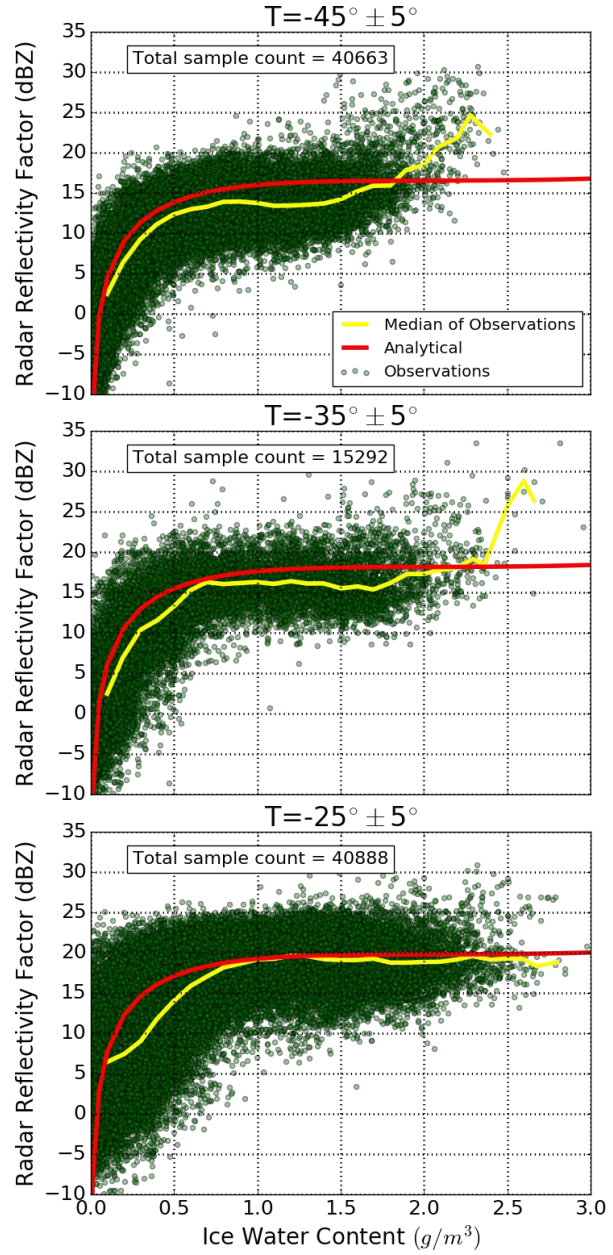 T=-45° ± 5°
35
30
25
20
15
10
5
0
−5
−10
Radar Reflectivity Factor (dBZ)
Total sample count = 40663
Median of Observations
Analytical
Observations
T=-35° ± 5°
35
30
25
20
15
10
5
0
−5
−10
Radar Reflectivity Factor (dBZ)
Total sample count = 15292
T=-25° ± 5°
35
30
25
20
15
10
5
0
−5
−10
Radar Reflectivity Factor (dBZ)
Total sample count = 40888
0.0 0.5 1.0 1.5 2.0 2.5 3.0
Ice Water Content (g/m³)